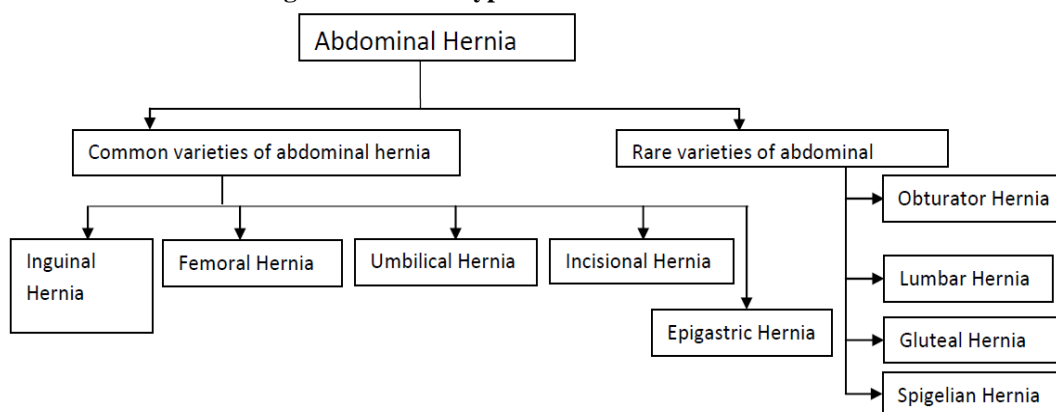 Abdominal Hernia
Common varieties of abdominal hernia
Rare varieties of abdominal
Obturator Hernia
Inguinal
Hernia
Femoral Hernia
Umbilical Hernia
Incisional Hernia
Lumbar Hernia
Epigastric Hernia
Gluteal Hernia
Spigelian Hernia